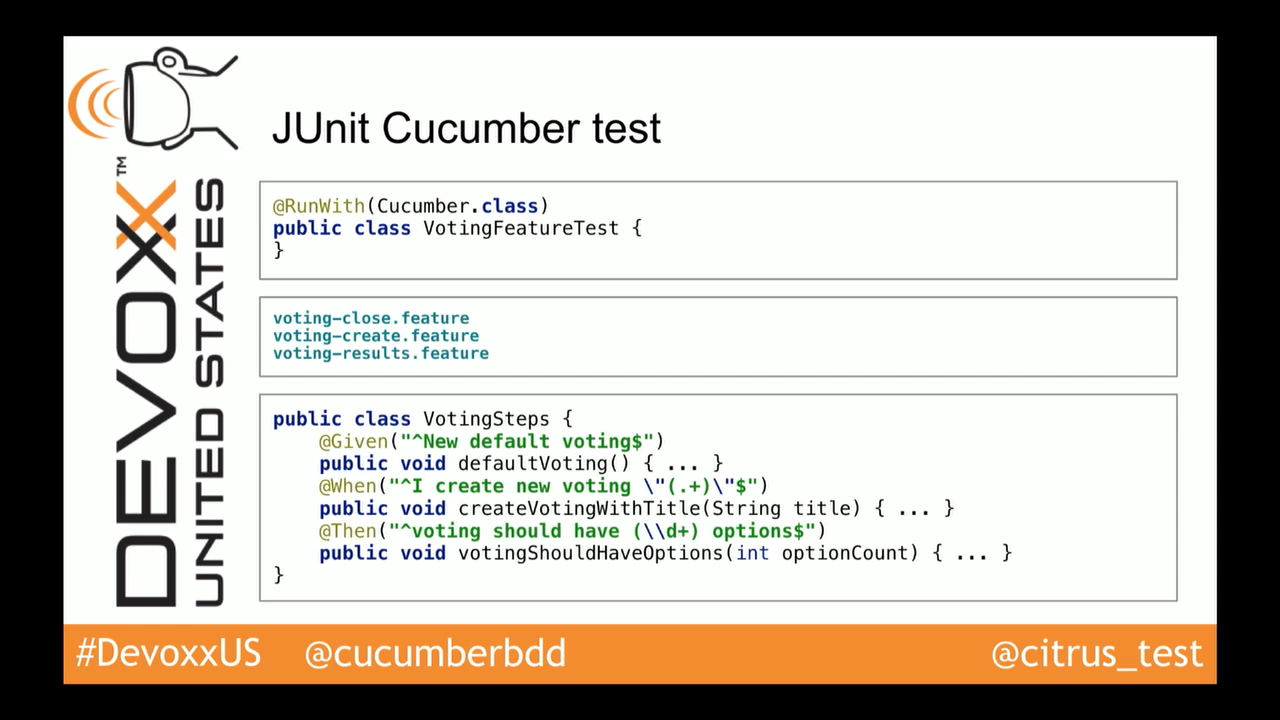 DEVOXX™
UNITED STATES
JUnit Cucumber test
@RunWith(Cucumber.class)
public class VotingFeatureTest {
}
voting-close.feature
voting-create.feature
voting-results.feature
public class VotingSteps {
    @Given("^New default voting$")
    public void defaultVoting() { ... }
    @When("^I create new voting \"(.+)\"$")
    public void createVotingWithTitle(String title) { ... }
    @Then("^voting should have (\\d+) options$")
    public void votingShouldHaveOptions(int optionCount) { ... }
}
#DevoxxUS @cucumberbdd @citrus_test